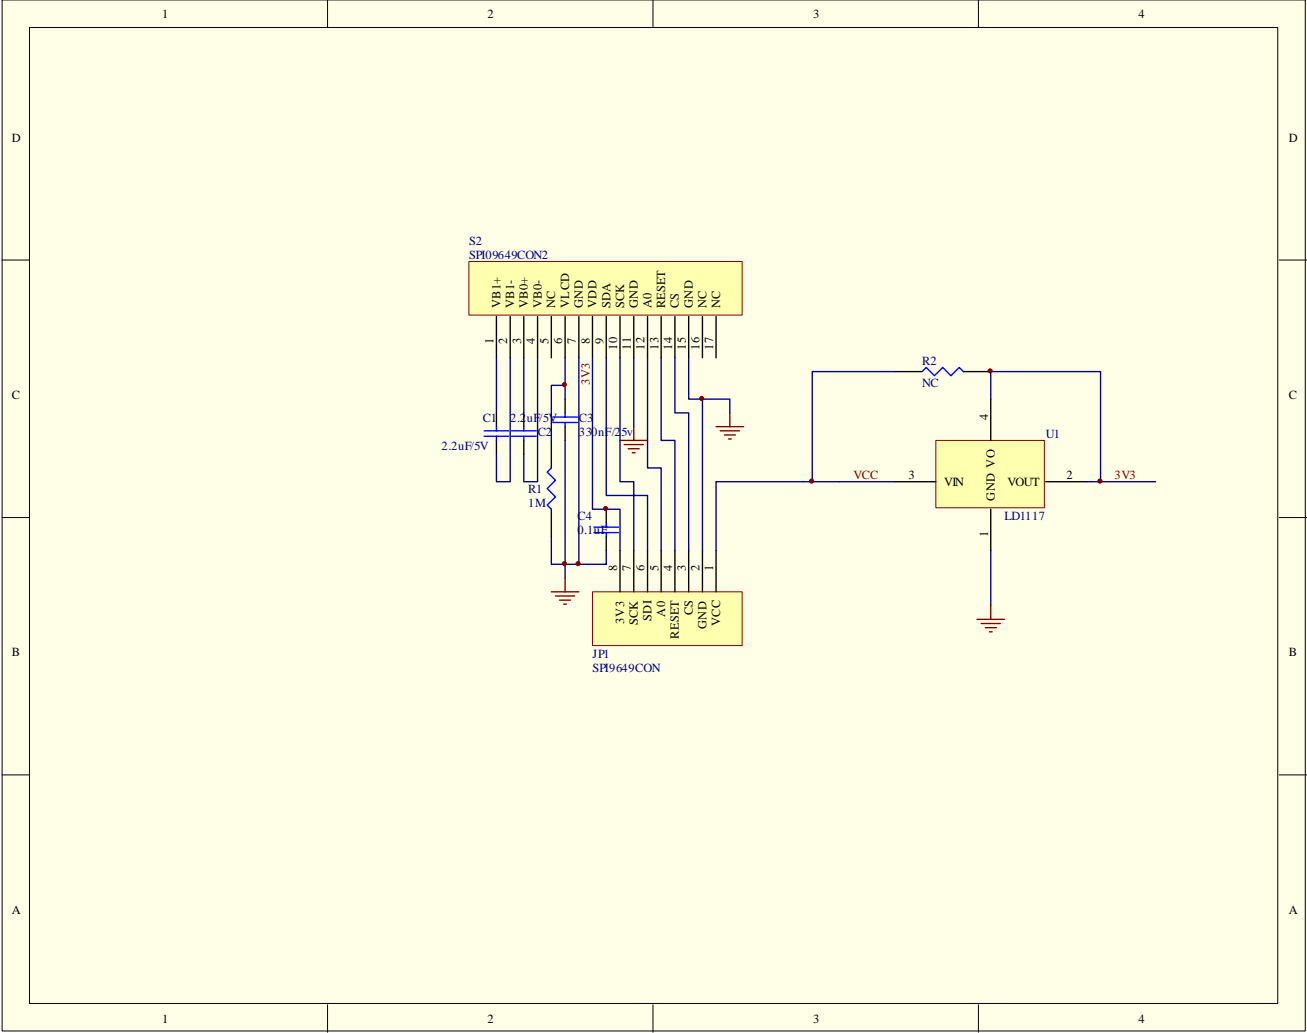 1 2 3 4
D D
S2
SPI09649CON2
VB1+ VB1- VB0+ VB0- NC VLCD GND VDD SDA SCK GND A0 RESET CS GND NC NC
1 2 3 4 5 6 7 8 9 10 11 12 13 14 15 16 17
3V3
R2
NC
C C
C1 2.2uF/5V C3
C2 330nF/25v
2.2uF/5V
4
U1
VCC 3 VIN GND VO VOUT 2 3V3
LD1117
R1
1M
C4
0.1uF
1
8 7 6 5 4 3 2 1
3V3 SCK SDI A0 RESET CS GND VCC
JP1
SPI9649CON
B B
A A
1 2 3 4